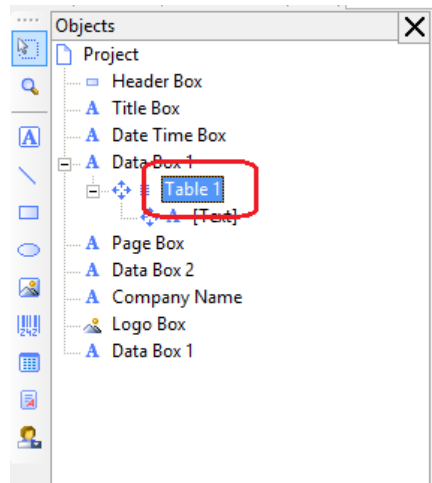 Objects
Project
Header Box
A Title Box
A Date Time Box
A Data Box 1
Table 1
A [Text]
A Page Box
A Data Box 2
A Company Name
Logo Box
A Data Box 1
A
242